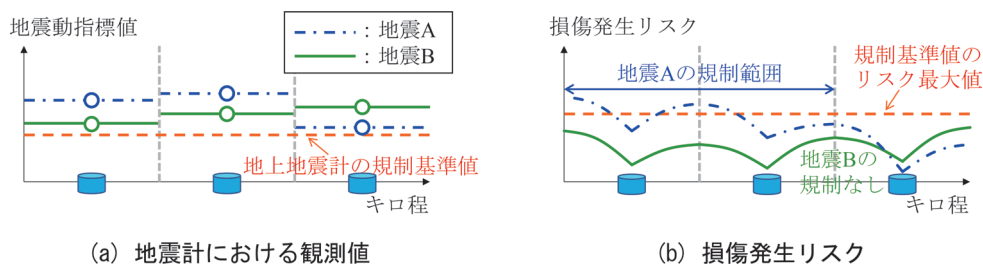 地震動指標値
：地震A
：地震B
地上地震計の規制基準値
キロ程
(a) 地震計における観測値
損傷発生リスク
規制基準値の
リスク最大値
地震Aの規制範囲
地震Bの
規制なし
キロ程
(b) 損傷発生リスク